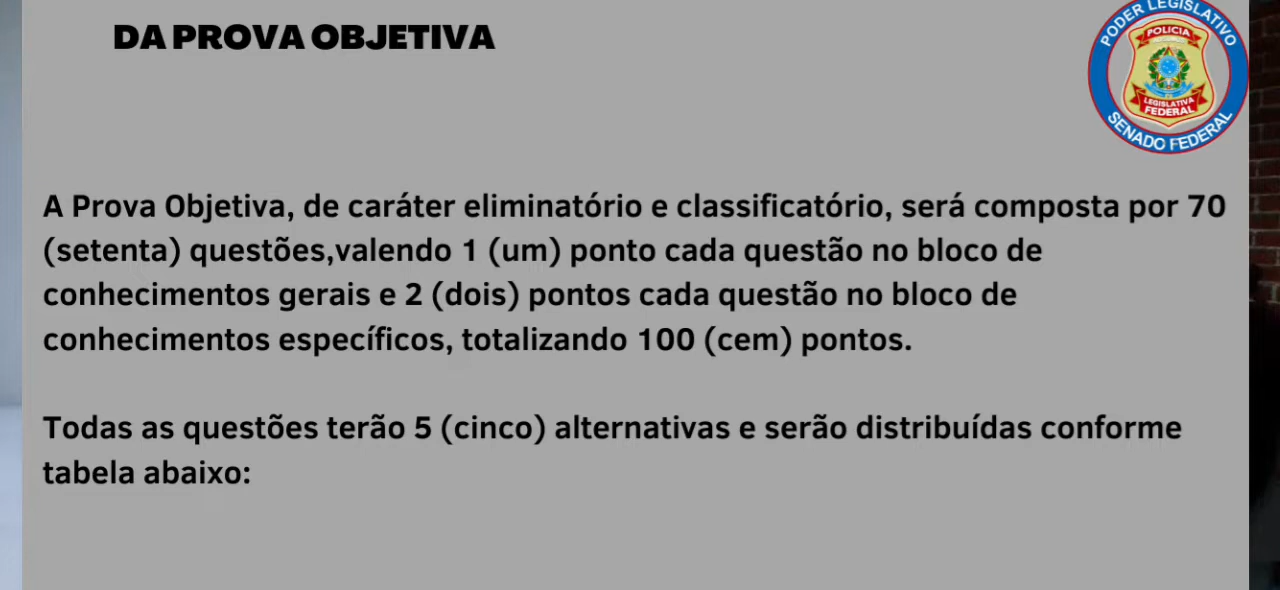 DA PROVA OBJETIVA
PODER LEGISLATIVO
POLICIA
LEGISLATIVA
FEDERAL
SENADO FEDERAL
A Prova Objetiva, de caráter eliminatório e classificatório, será composta por 70
(setenta) questões,valendo 1 (um) ponto cada questão no bloco de
conhecimentos gerais e 2 (dois) pontos cada questão no bloco de
conhecimentos específicos, totalizando 100 (cem) pontos.
Todas as questões terão 5 (cinco) alternativas e serão distribuídas conforme
tabela abaixo: